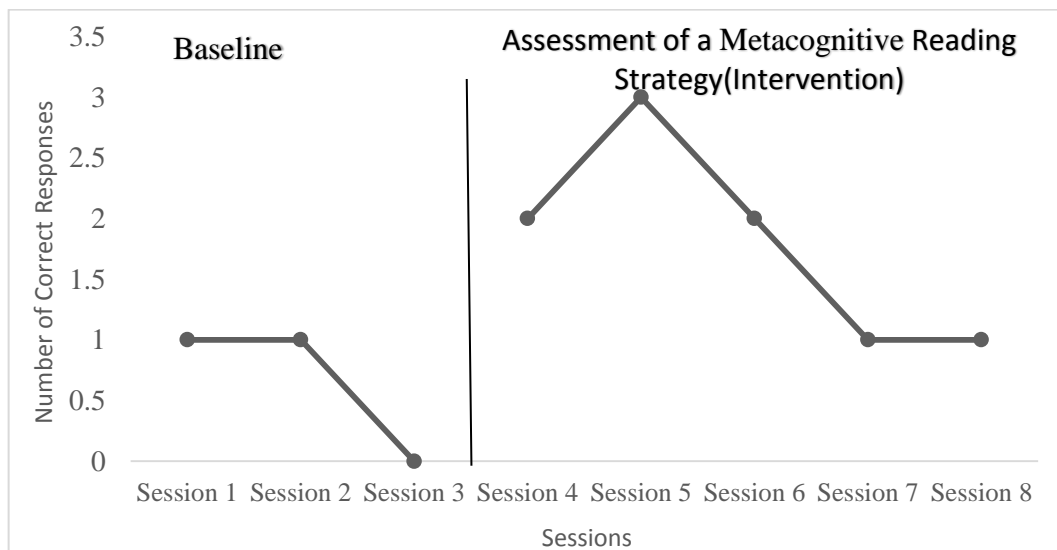 Baseline
Assessment of a Metacognitive Reading
Strategy(Intervention)
Number of Correct Responses
3.5
3
2.5
2
1.5
1
0.5
0
Session 1 Session 2 Session 3 Session 4 Session 5 Session 6 Session 7 Session 8
Sessions